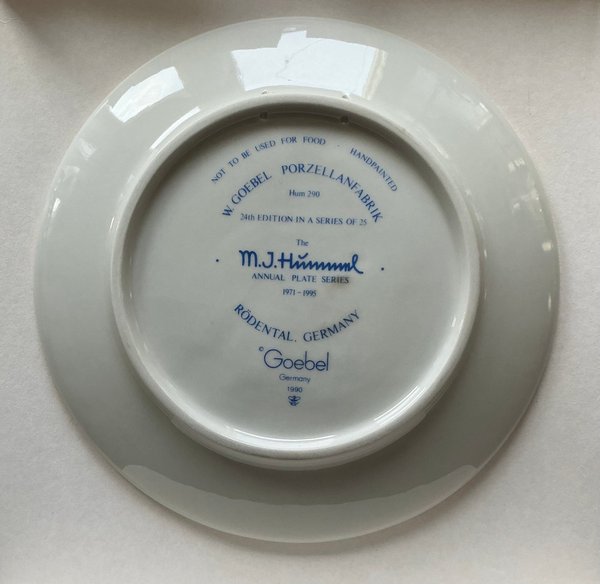 NOT TO BE USED FOR FOOD · HANDPAINTED
W. GOEBEL PORZELLANFABRIK
Hum 290
24th EDITION IN A SERIES OF 25
The
· M.J.Hummel ·
ANNUAL PLATE SERIES
1971-1995
RÖDENTAL, GERMANY
© Goebel
Germany
1990